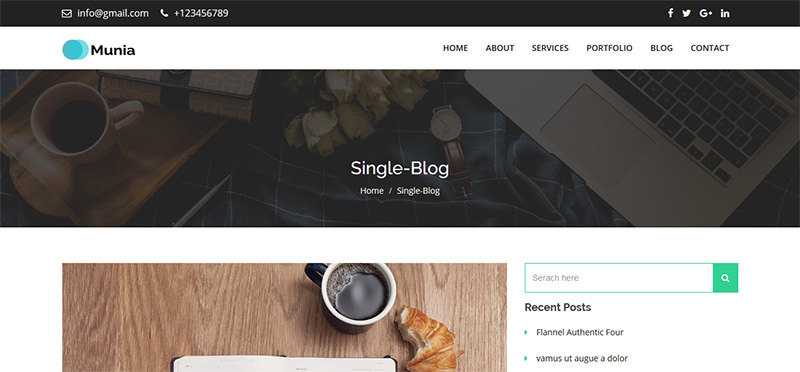 info@gmail.com +123456789
Munia HOME ABOUT SERVICES PORTFOLIO BLOG CONTACT
Single-Blog
Home / Single-Blog
Serach here
Recent Posts
Flannel Authentic Four
vamus ut augue a dolor